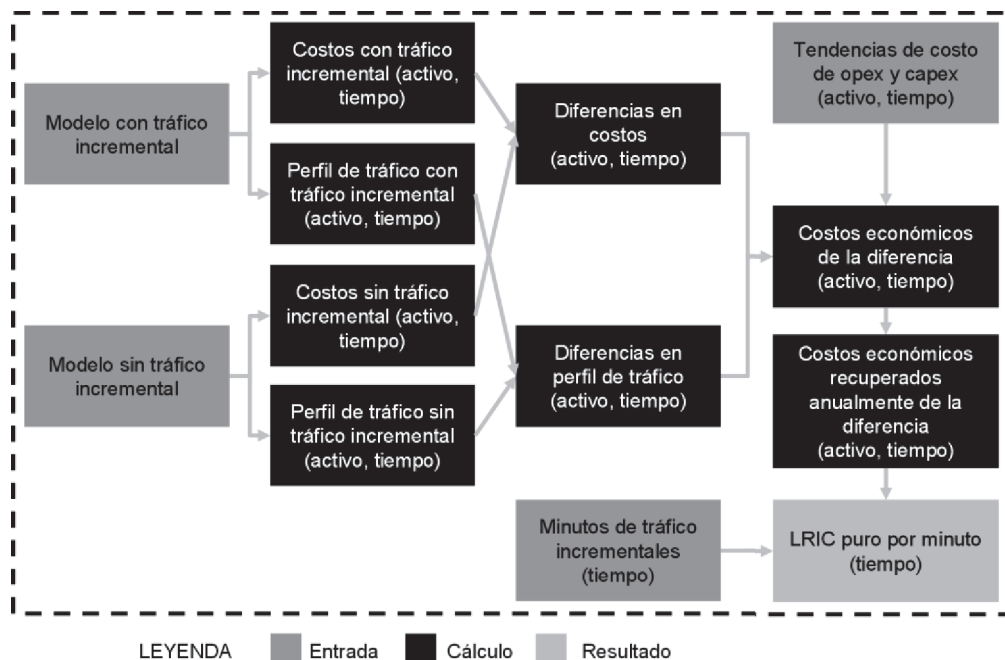 Modelo con tráfico
incremental
Modelo sin tráfico
incremental
Costos con tráfico
incremental (activo,
tiempo)
Perfil de tráfico con
tráfico incremental
(activo, tiempo)
Costos sin tráfico
incremental (activo,
tiempo)
Perfil de tráfico sin
tráfico incremental
(activo, tiempo)
Diferencias en
costos
(activo, tiempo)
Diferencias en
perfil de tráfico
(activo, tiempo)
Minutos de tráfico
incrementales
(tiempo)
Tendencias de costo
de opex y capex
(activo, tiempo)
Costos económicos
de la diferencia
(activo, tiempo)
Costos económicos
recuperados
anualmente de la
diferencia
(activo, tiempo)
LRIC puro por minuto
(tiempo)
LEYENDA
Entrada
Cálculo
Resultado